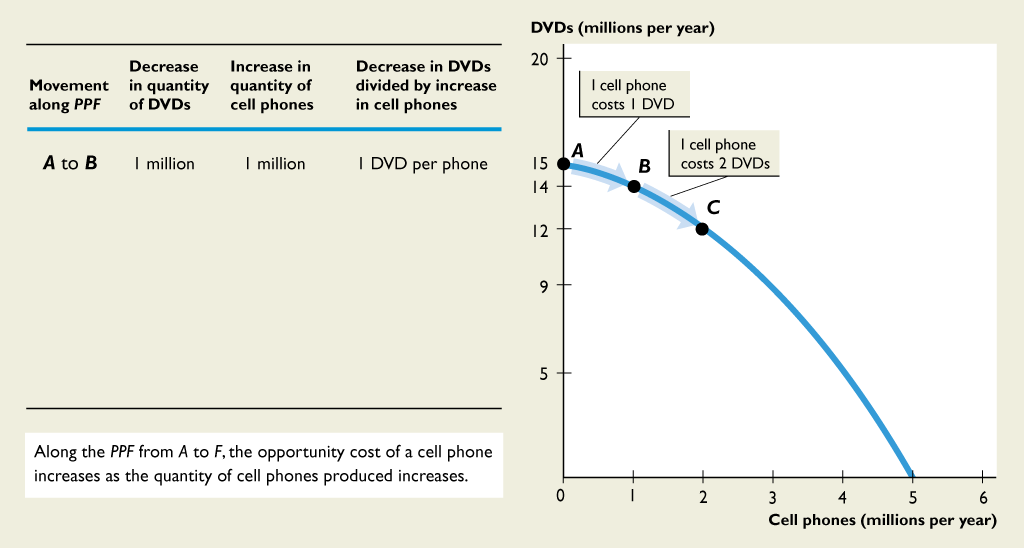 Movement
along PPF
Decrease
in quantity
of DVDs
Increase in
quantity of
cell phones
Decrease in DVDs
divided by increase
in cell phones
A to B
1 million
1 million
1 DVD per phone
Along the PPF from A to F, the opportunity cost of a cell phone
increases as the quantity of cell phones produced increases.
DVDs (millions per year)
20
15
14
12
9
5
1 cell phone
costs 1 DVD
1 cell phone
costs 2 DVDs
A
B
C
0 1 2 3 4 5 6
Cell phones (millions per year)